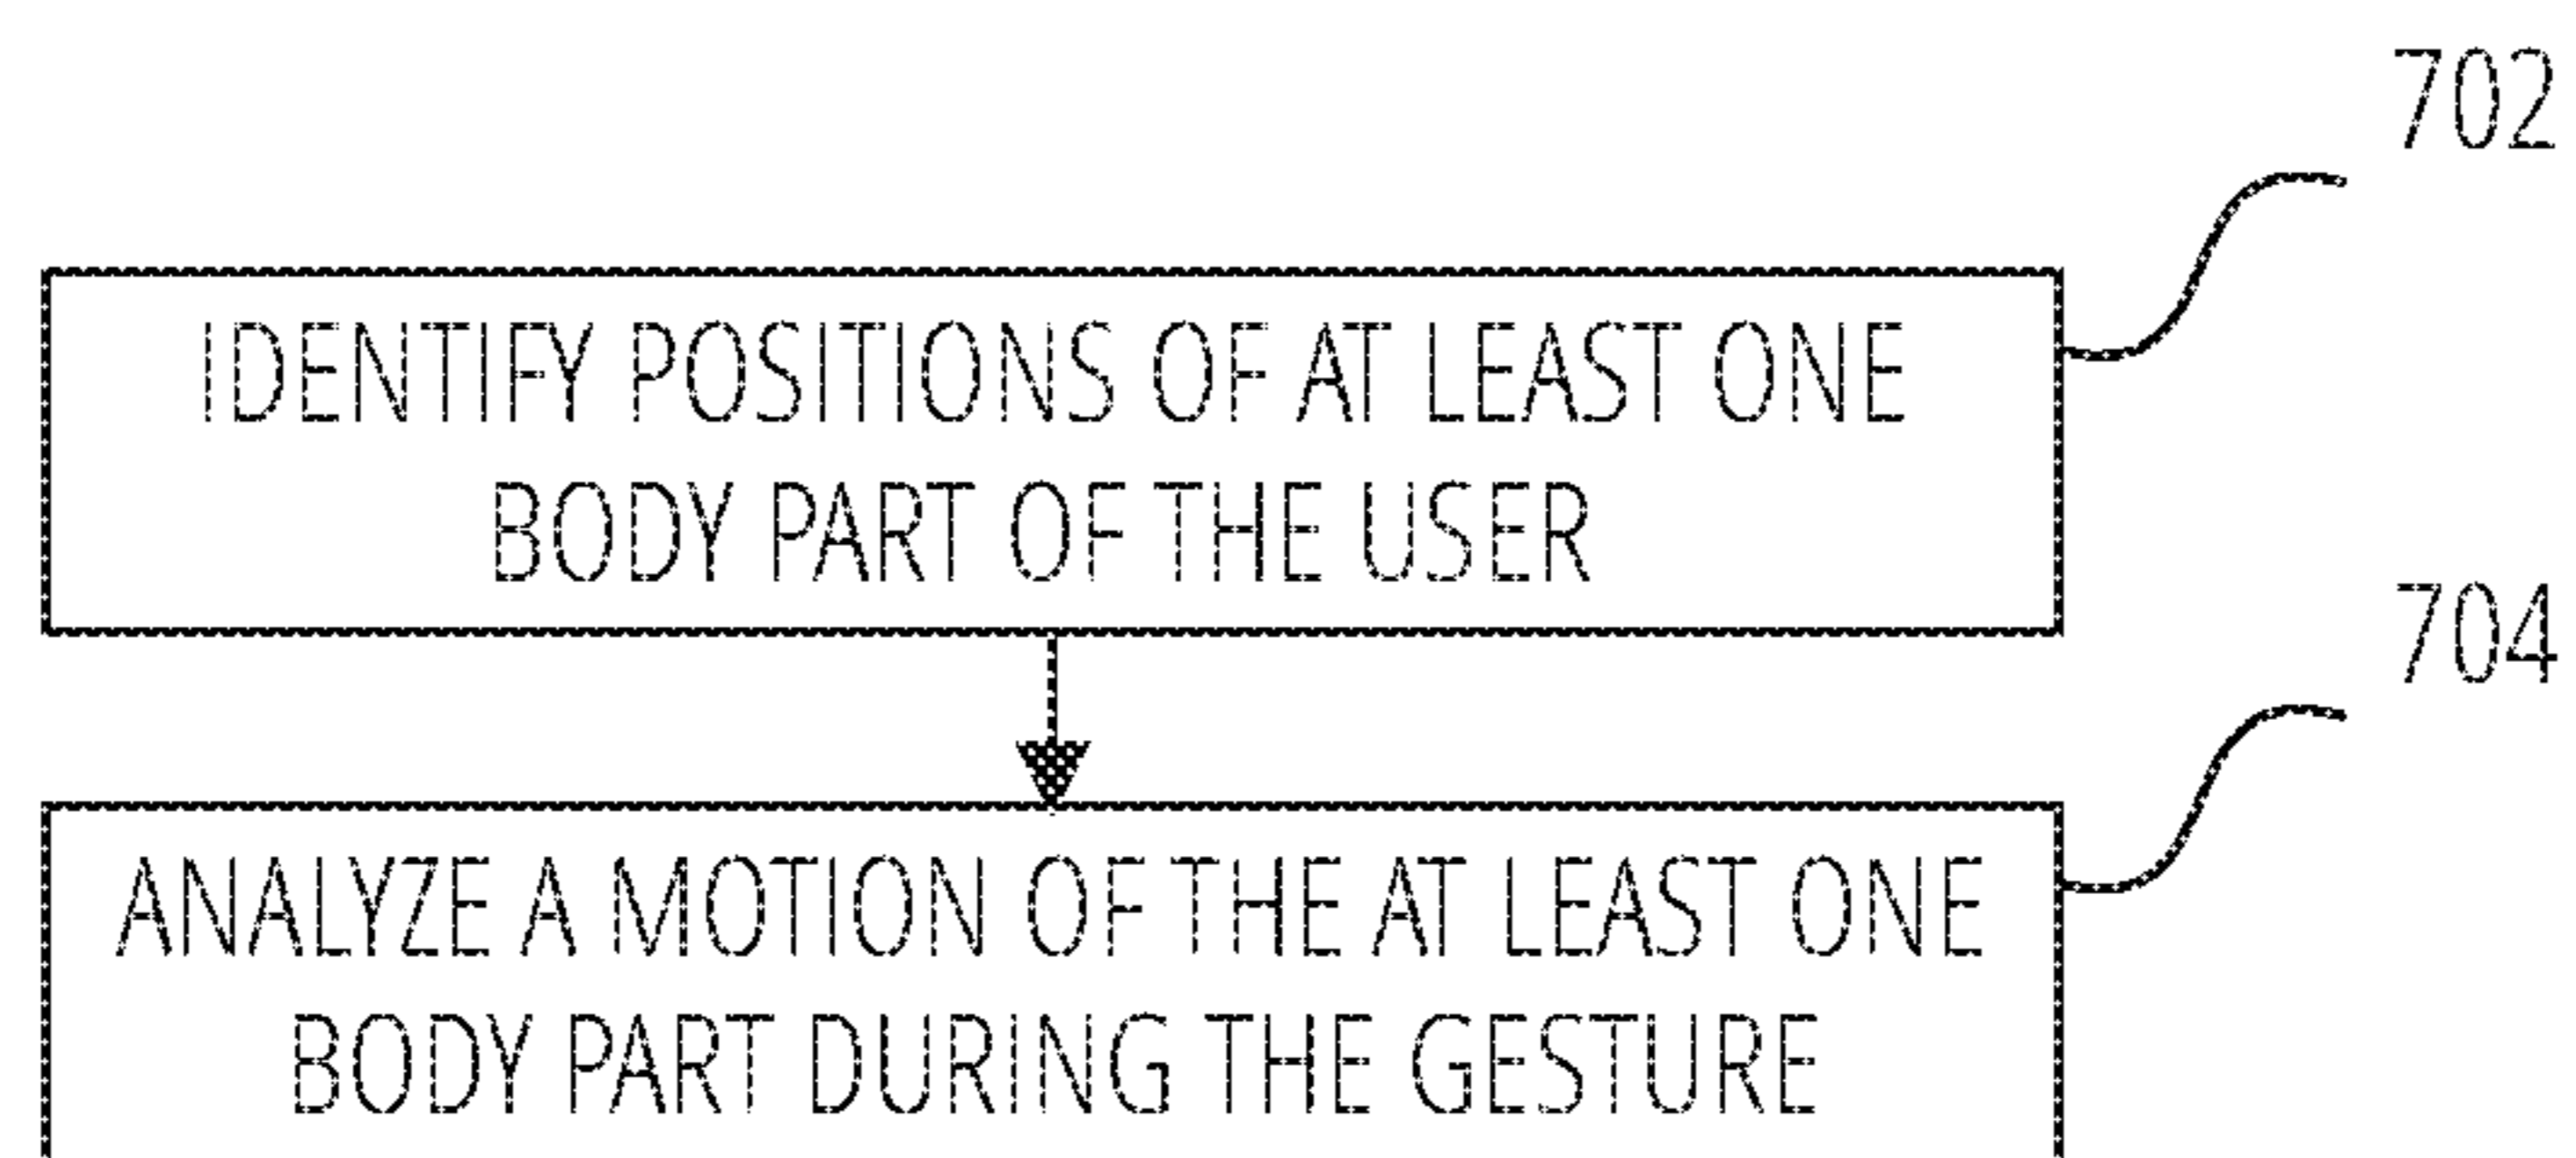 702
IDENTIFY POSITIONS OF AT LEAST ONE
BODY PART OF THE USER
704
ANALYZE A MOTION OF THE AT LEAST ONE
BODY PART DURING THE GESTURE